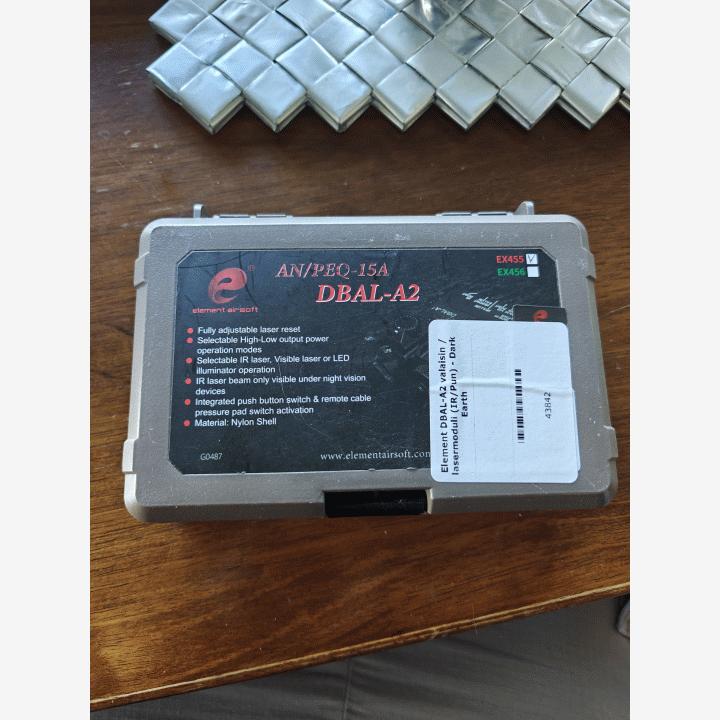 AN/PEQ-15A
DBAL-A2
EX455
EX456
e
®
element airsoft
Fully adjustable laser reset
Selectable High-Low output power
operation modes
Selectable IR laser, Visible laser or LED
illuminator operation
IR laser beam only visible under night vision
devices
Integrated push button switch & remote cable
pressure pad switch activation
Material: Nylon Shell
G0487
www.elementairsoft.com
Element DBAL-A2 valaisin /
lasermoduli (IR/Pun) - Dark
Earth
43842